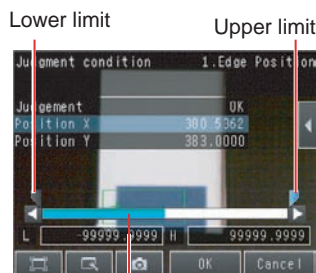 Lower limit
Upper limit
Judgment condition 1.Edge Position
Judgement OK
Position X 380.5362
Position Y 383.0000
L -99999.9999 H 99999.9999
OK Cancel